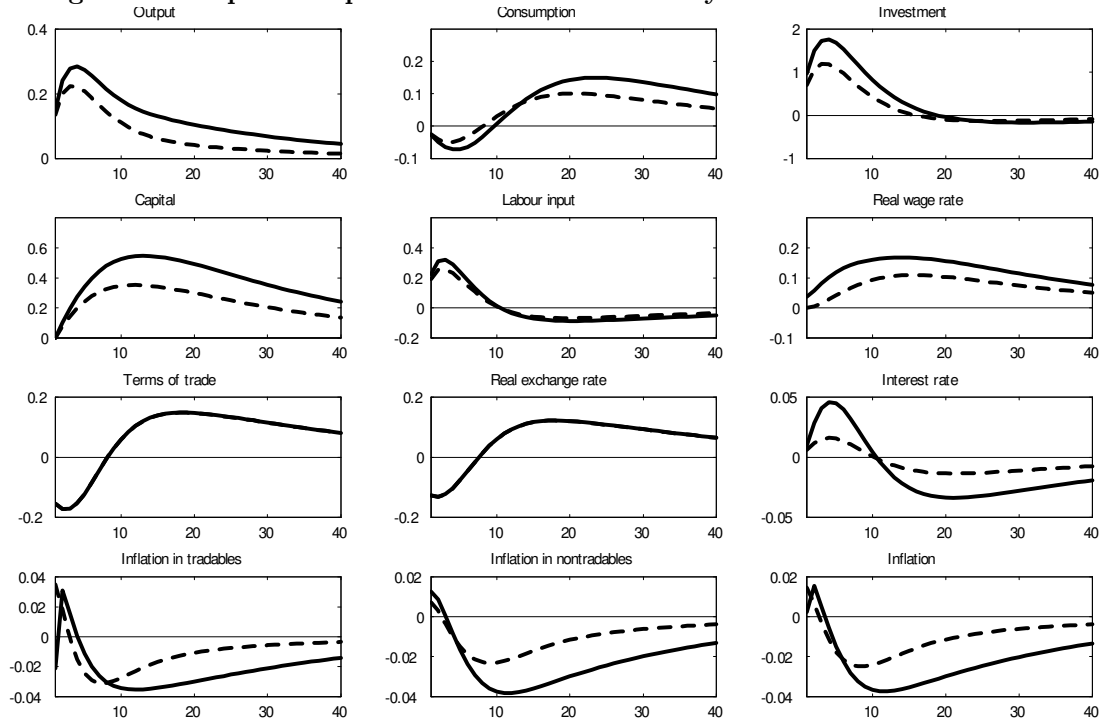 Output Consumption Investment
0.4
0.2
0
10 20 30 40
0.2
0.1
0
-0.1
10 20 30 40
2
1
0
-1
10 20 30 40
Capital Labour input Real wage rate
0.6
0.4
0.2
0
10 20 30 40
0.4
0.2
0
-0.2
10 20 30 40
0.2
0.1
0
-0.1
10 20 30 40
Terms of trade Real exchange rate Interest rate
0.2
0
-0.2
10 20 30 40
0.2
0
-0.2
10 20 30 40
0.05
0
-0.05
10 20 30 40
Inflation in tradables Inflation in nontradables Inflation
0.04
0.02
0
-0.02
-0.04
10 20 30 40
0.02
0
-0.02
-0.04
10 20 30 40
0.02
0
-0.02
-0.04
10 20 30 40